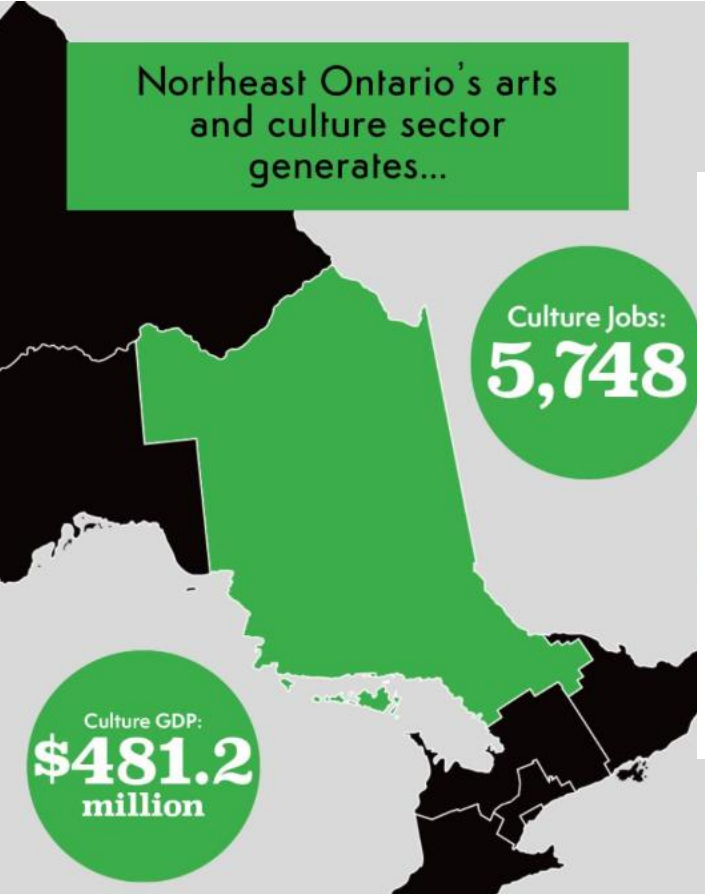 Northeast Ontario's arts
and culture sector
generates...
Culture Jobs:
5,748
Culture GDP:
$481.2
million